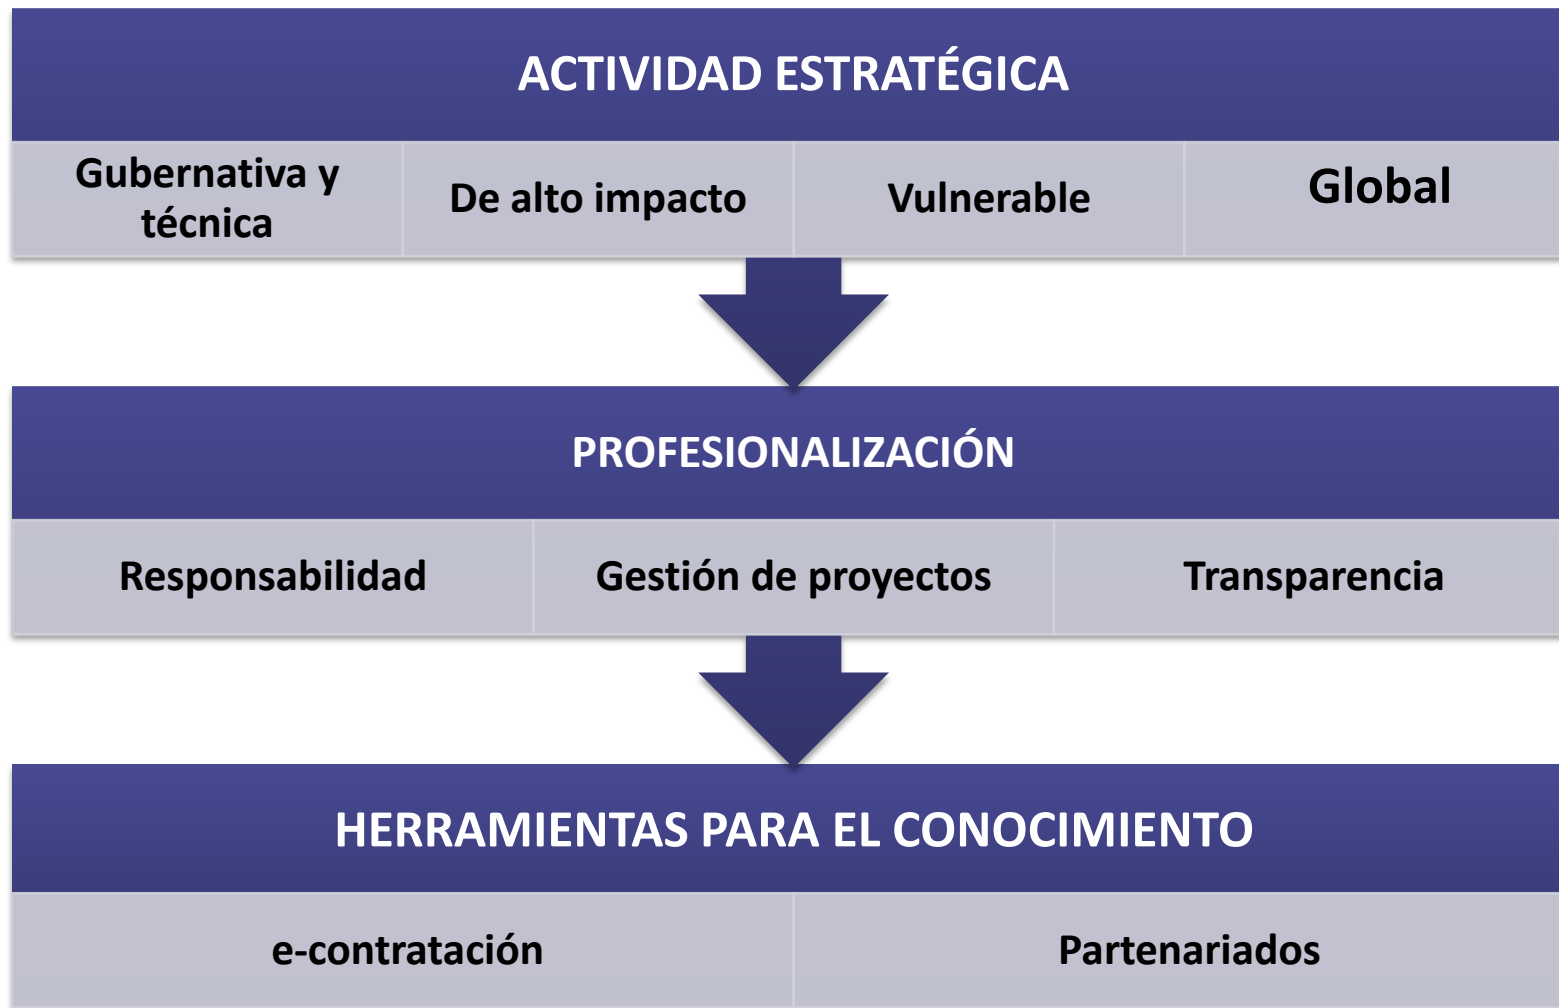 ACTIVIDAD ESTRATÉGICA
Gubernativa y
técnica
De alto impacto
Vulnerable
Global
PROFESIONALIZACIÓN
Responsabilidad
Gestión de proyectos
Transparencia
HERRAMIENTAS PARA EL CONOCIMIENTO
e-contratación
Partenariados